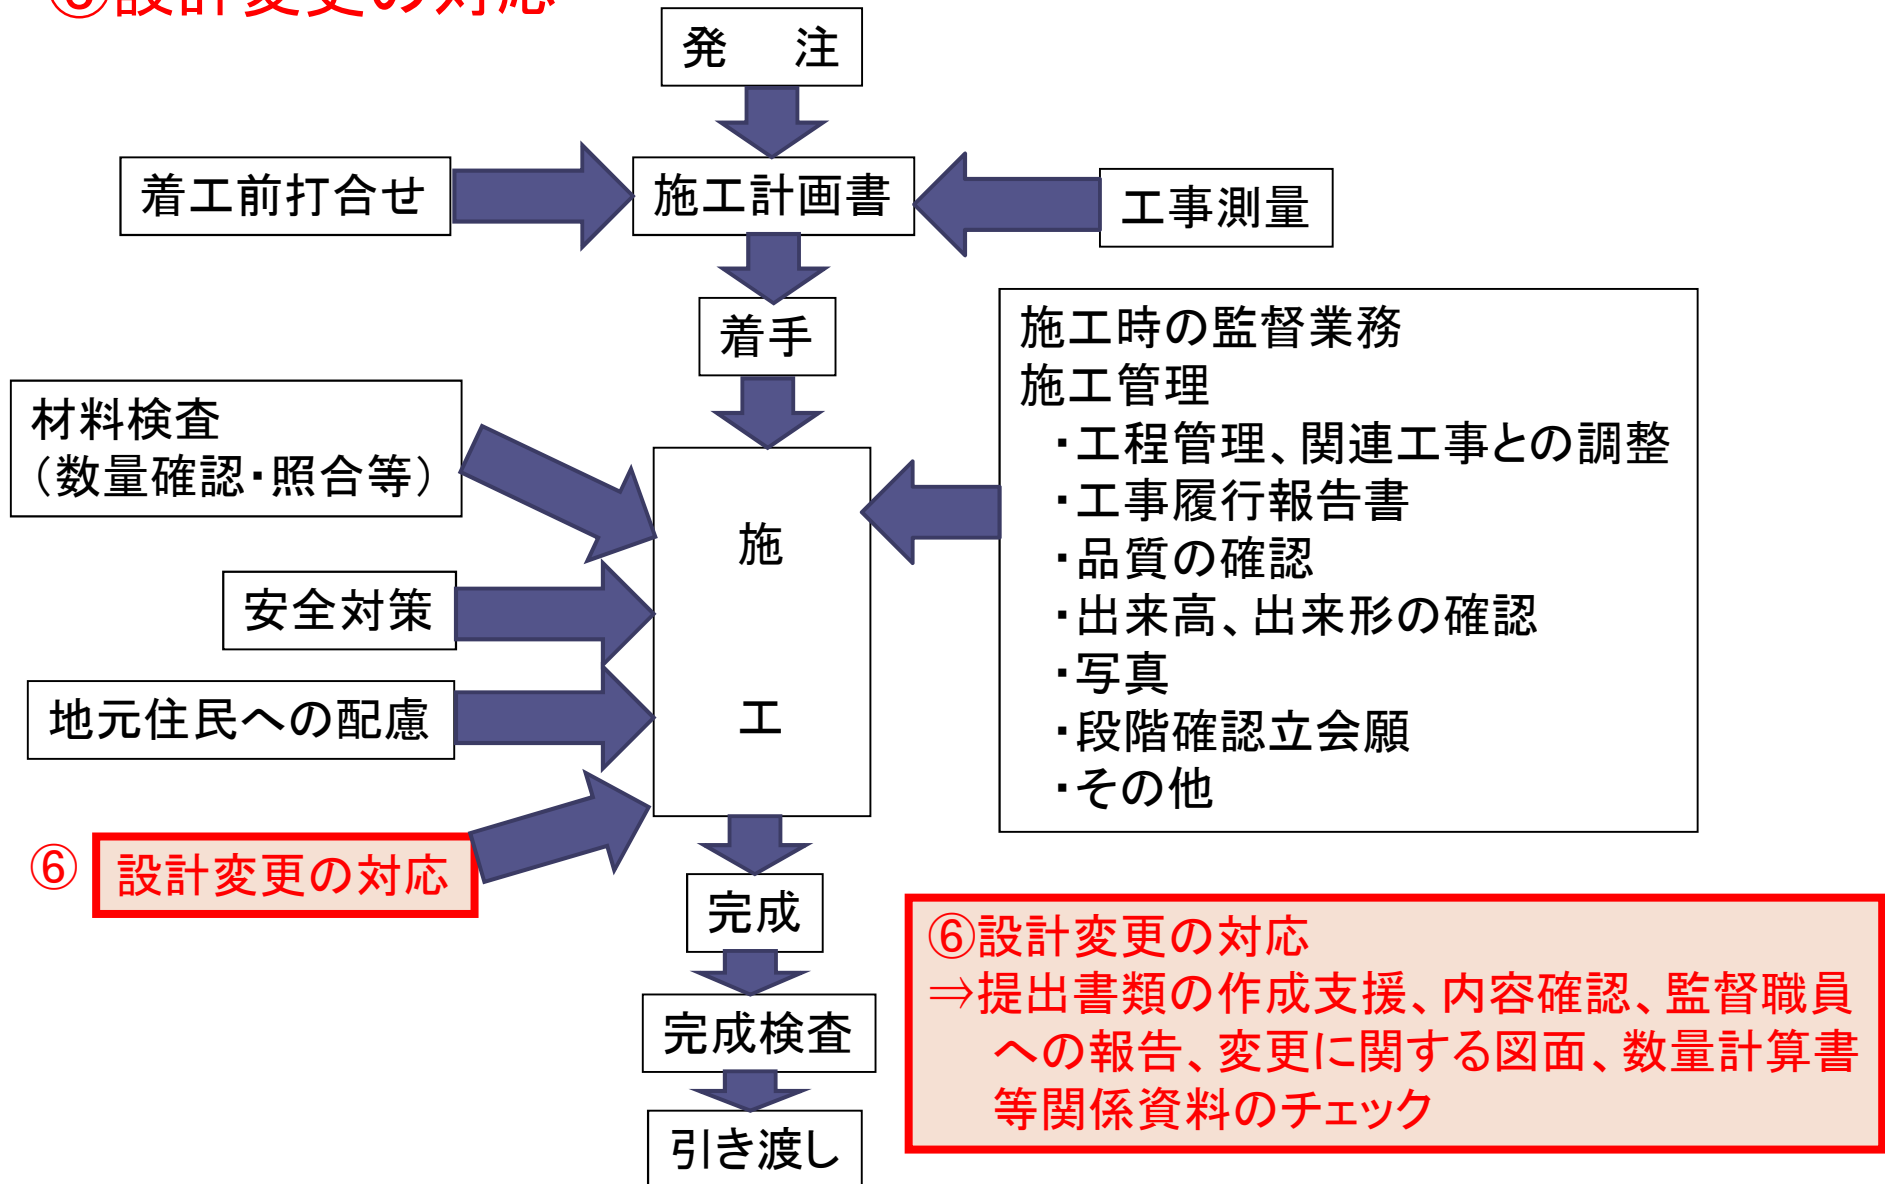 ⑥設計変更の対応
発　注
着工前打合せ
施工計画書
工事測量
着手
施工時の監督業務
施工管理
・工程管理、関連工事との調整
・工事履行報告書
・品質の確認
・出来高、出来形の確認
・写真
・段階確認立会願
・その他
材料検査
（数量確認・照合等）
施
工
安全対策
地元住民への配慮
⑥ 設計変更の対応
完成
完成検査
引き渡し
⑥設計変更の対応
⇒提出書類の作成支援、内容確認、監督職員
への報告、変更に関する図面、数量計算書
等関係資料のチェック